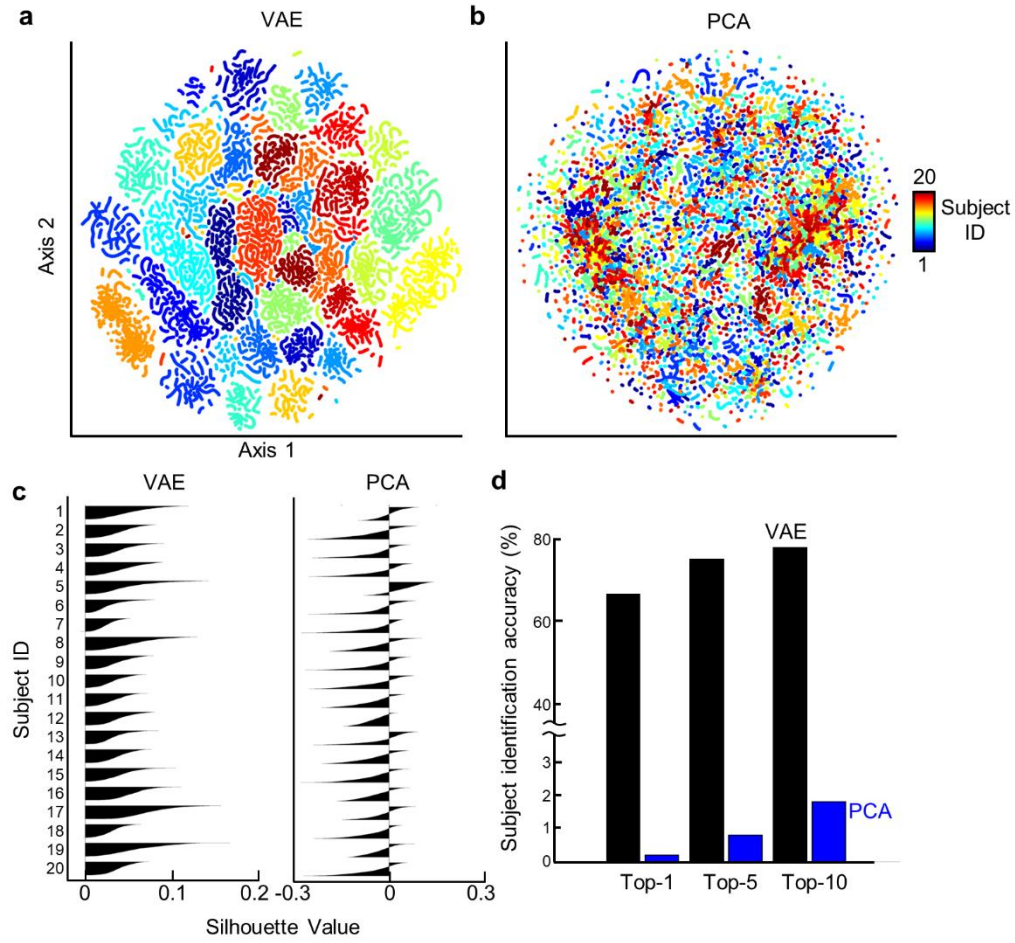 a
VAE
Axis 2
Axis 1
b
PCA
20
Subject
ID
1
c
VAE
PCA
Subject ID
1
2
3
4
5
6
7
8
9
10
11
12
13
14
15
16
17
18
19
20
0
0.1
0.2
-0.3
0
0.3
Silhouette Value
d
Subject identification accuracy (%)
80
60
40
3
2
1
0
VAE
PCA
Top-1
Top-5
Top-10